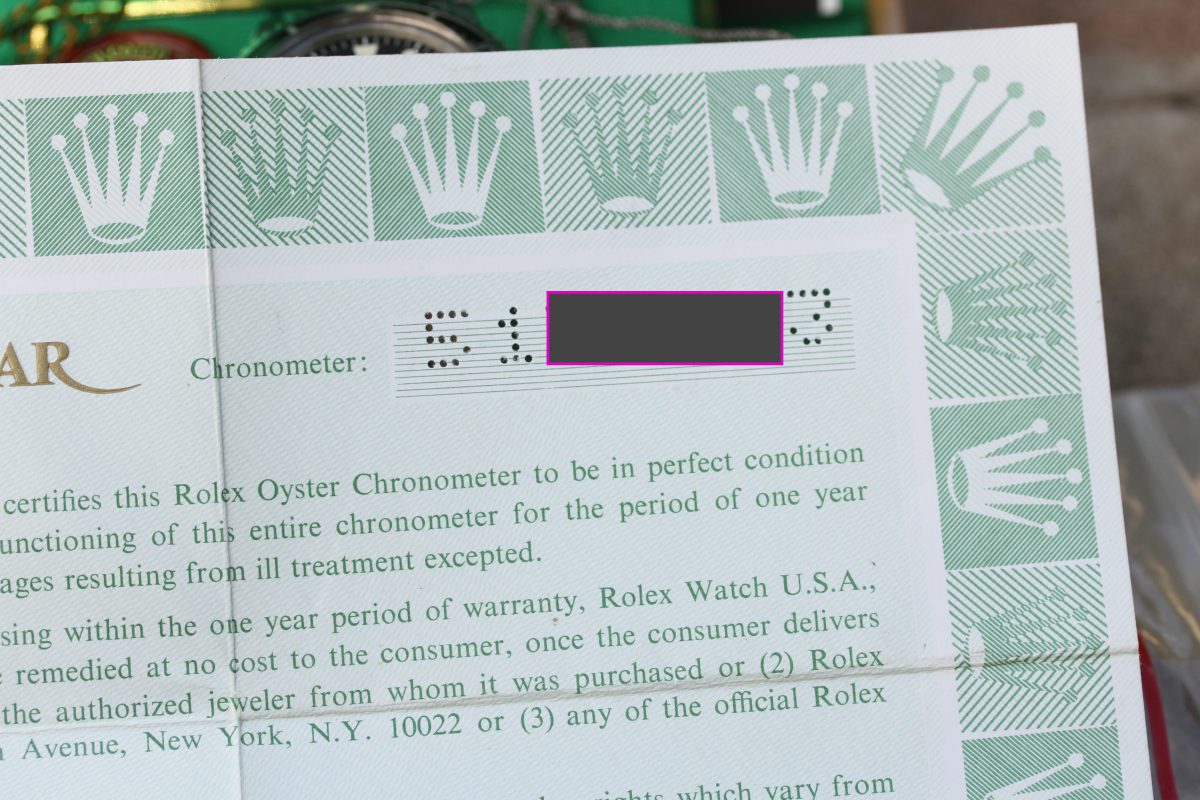 AR
Chronometer: 51 3
certifies this Rolex Oyster Chronometer to be in perfect condition
unctioning of this entire chronometer for the period of one year
ages resulting from ill treatment excepted.
sing within the one year period of warranty, Rolex Watch U.S.A.,
remedied at no cost to the consumer, once the consumer delivers
the authorized jeweler from whom it was purchased or (2) Rolex
Avenue, New York, N.Y. 10022 or (3) any of the official Rolex
rights which vary from